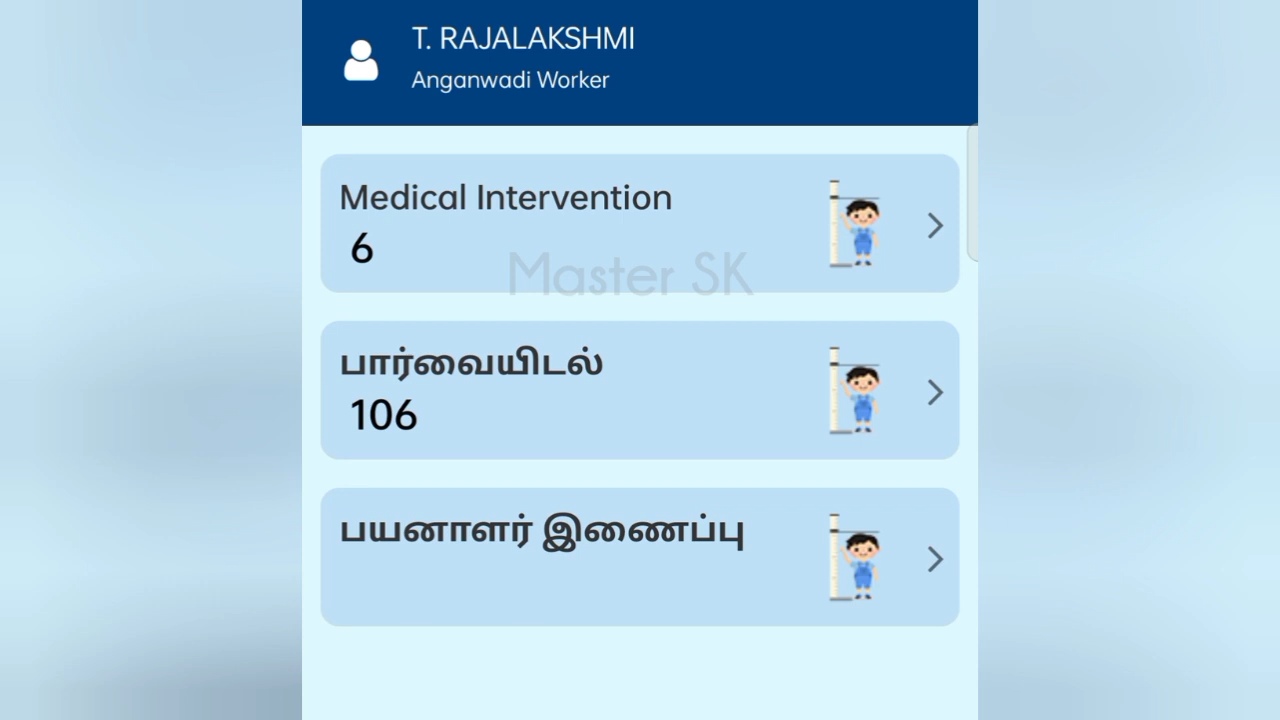 T. RAJALAKSHMI
Anganwadi Worker
Medical Intervention
6
Master SK
பார்வையிடல்
106
பயனாளர் இணைப்பு